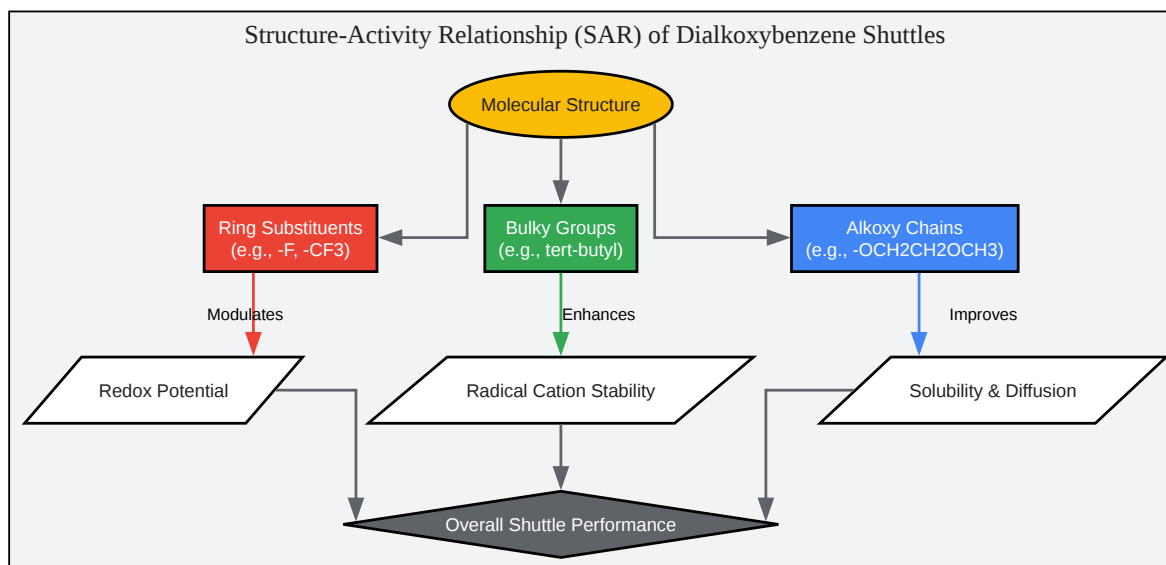 Structure-Activity Relationship (SAR) of Dialkoxybenzene Shuttles
Molecular Structure
Ring Substituents
(e.g., -F, -CF3)
Bulky Groups
(e.g., tert-butyl)
Alkoxy Chains
(e.g., -OCH2CH2OCH3)
Modulates
Enhances
Improves
Redox Potential
Radical Cation Stability
Solubility & Diffusion
Overall Shuttle Performance